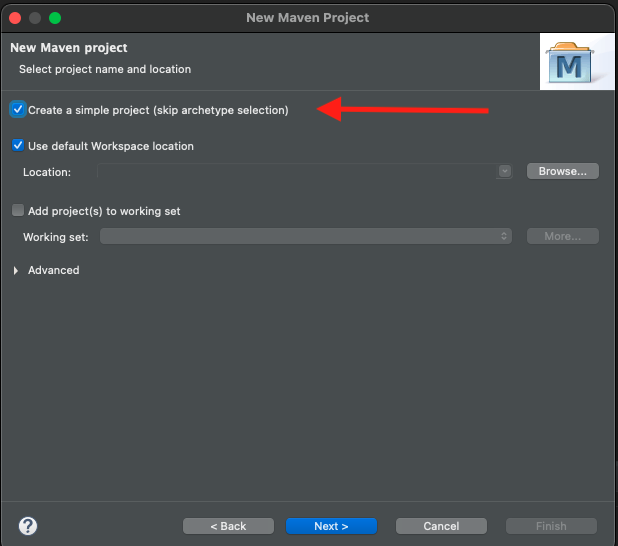 New Maven Project
New Maven project
Select project name and location
M
Create a simple project (skip archetype selection)
Use default Workspace location
Location:
Browse...
Add project(s) to working set
Working set:
More...
Advanced
?
< Back
Next >
Cancel
Finish